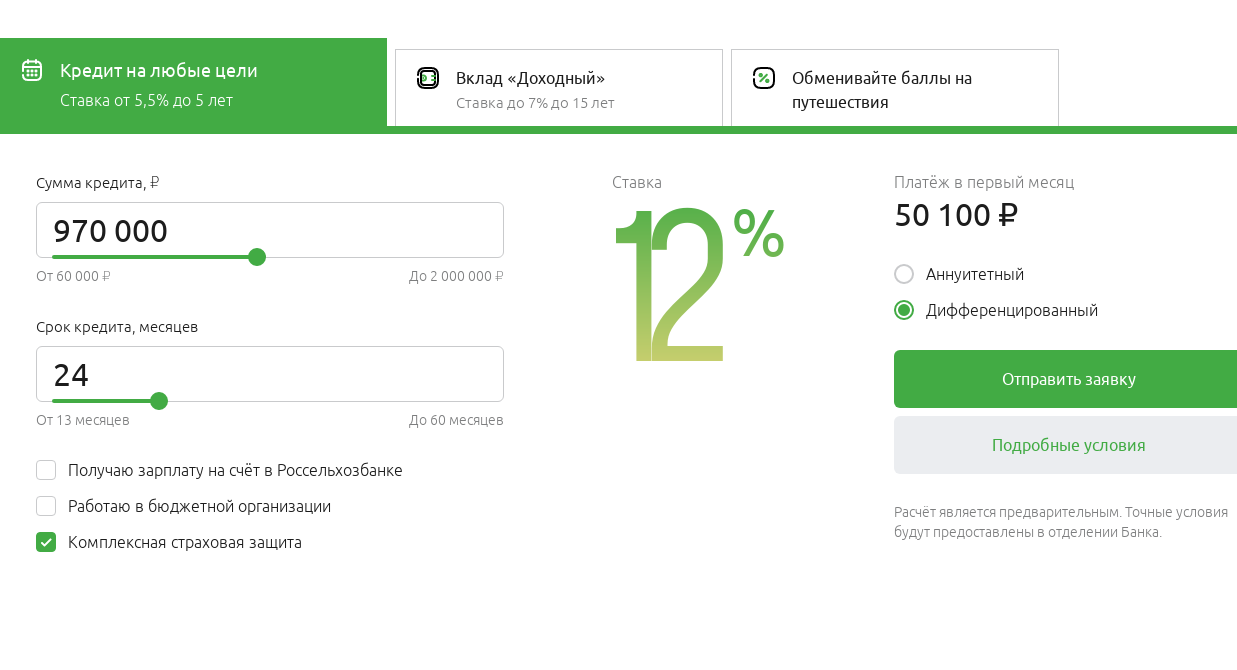 Кредит на любые цели
Ставка от 5,5% до 5 лет
Вклад «Доходный»
Ставка до 7% до 15 лет
Обменивайте баллы на
путешествия
Сумма кредита, ₽
970 000
От 60 000 ₽
До 2 000 000 ₽
Срок кредита, месяцев
24
От 13 месяцев
До 60 месяцев
Получаю зарплату на счёт в Россельхозбанке
Работаю в бюджетной организации
Комплексная страховая защита
Ставка
12%
Платёж в первый месяц
50 100 ₽
Аннуитетный
Дифференцированный
Отправить заявку
Подробные условия
Расчёт является предварительным. Точные условия
будут предоставлены в отделении Банка.